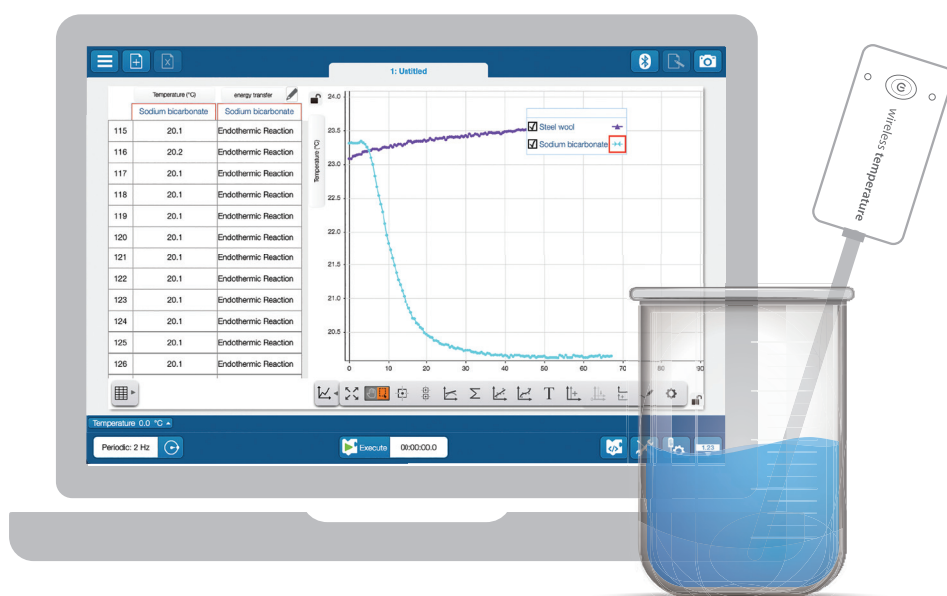 1: Untitled
Temperature (°C) energy transfer
Sodium bicarbonate Sodium bicarbonate
115 20.1 Endothermic Reaction
116 20.2 Endothermic Reaction
117 20.1 Endothermic Reaction
118 20.1 Endothermic Reaction
119 20.1 Endothermic Reaction
120 20.1 Endothermic Reaction
121 20.1 Endothermic Reaction
122 20.1 Endothermic Reaction
123 20.1 Endothermic Reaction
124 20.1 Endothermic Reaction
125 20.1 Endothermic Reaction
126 20.1 Endothermic Reaction
Temperature (°C)
24.0
23.5
23.0
22.5
22.0
21.5
21.0
20.5
Steel wool
Sodium bicarbonate
0 10 20 30 40 50 60 70 80 90
Σ T
Temperature 0.0 °C
Periodic: 2 Hz
Execute 00:00:00.0
1.23
wireless temperature